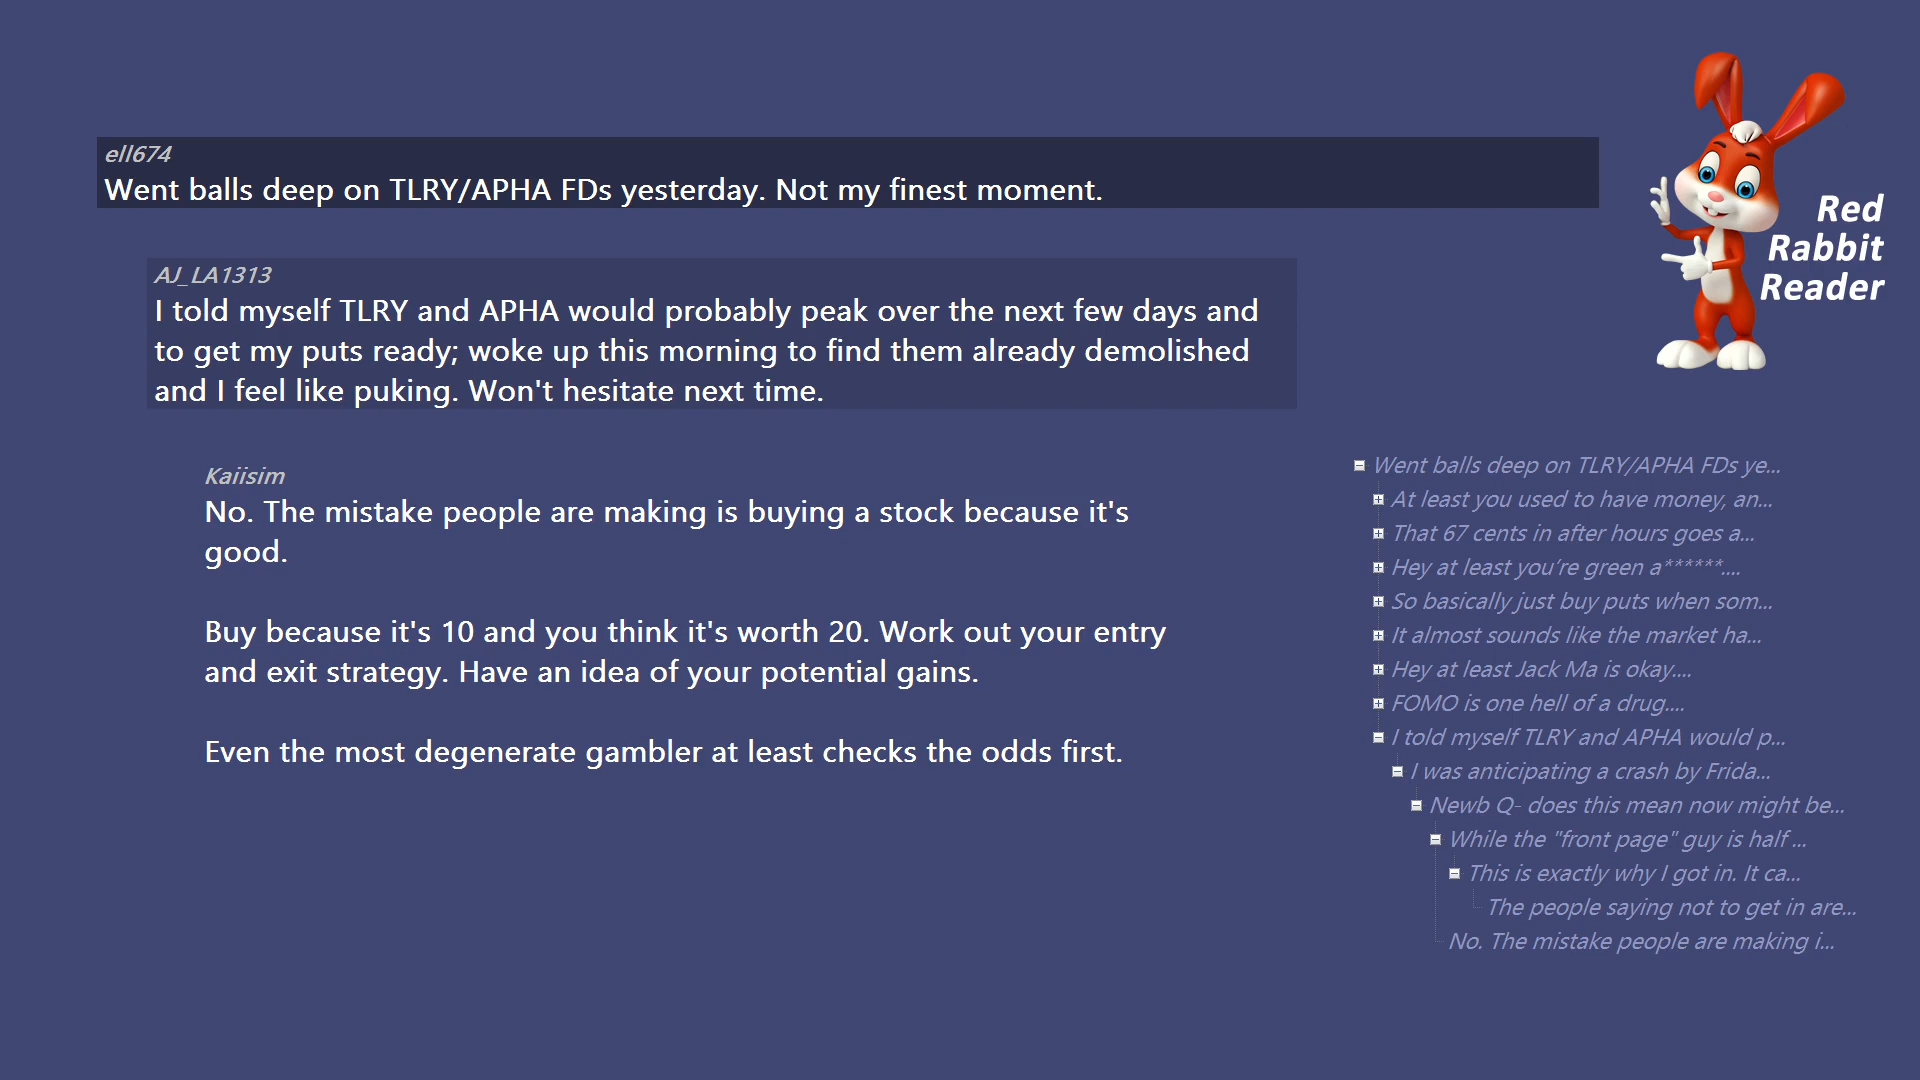 ell674
Went balls deep on TLRY/APHA FDs yesterday. Not my finest moment.
AJ_LA1313
I told myself TLRY and APHA would probably peak over the next few days and
to get my puts ready; woke up this morning to find them already demolished
and I feel like puking. Won't hesitate next time.
Kaiisim
No. The mistake people are making is buying a stock because it's
good.
Buy because it's 10 and you think it's worth 20. Work out your entry
and exit strategy. Have an idea of your potential gains.
Even the most degenerate gambler at least checks the odds first.
Red
Rabbit
Reader
Went balls deep on TLRY/APHA FDs ye...
At least you used to have money, an...
That 67 cents in after hours goes a...
Hey at least you’re green a******....
So basically just buy puts when som...
It almost sounds like the market ha...
Hey at least Jack Ma is okay....
FOMO is one hell of a drug....
I told myself TLRY and APHA would p...
I was anticipating a crash by Frida...
Newb Q- does this mean now might be...
While the "front page" guy is half ...
This is exactly why I got in. It ca...
The people saying not to get in are...
No. The mistake people are making i...